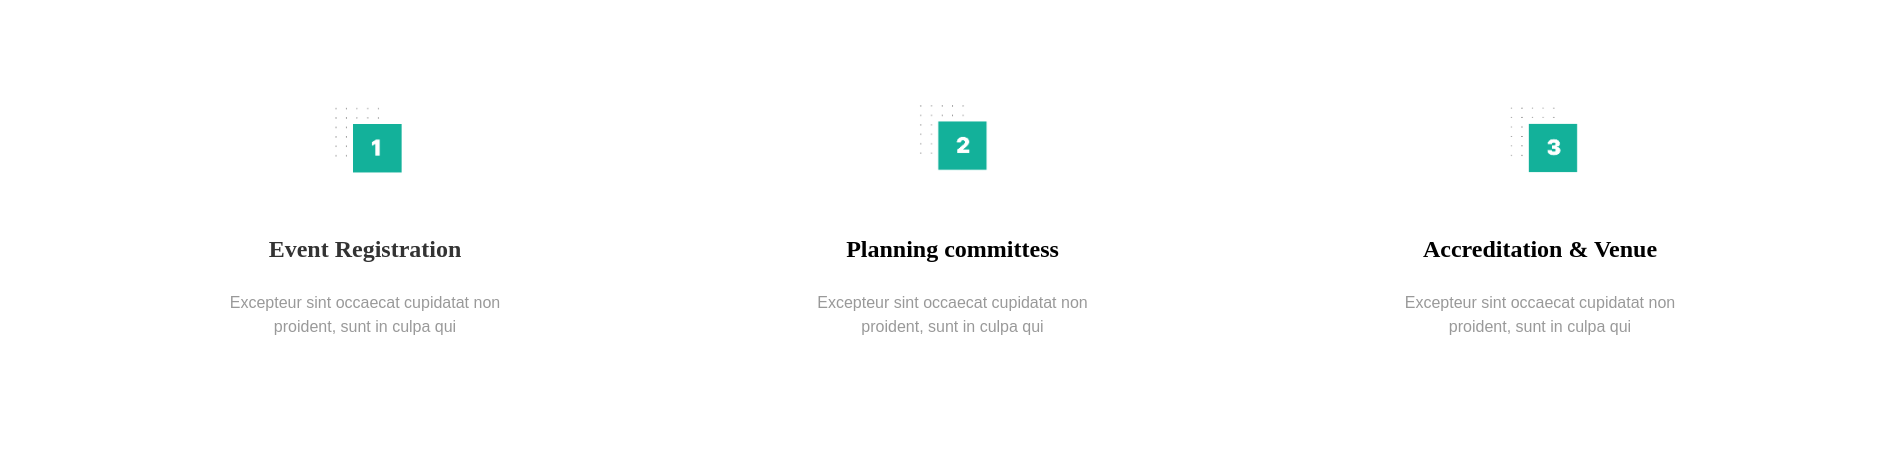 1
Event Registration
Excepteur sint occaecat cupidatat non
proident, sunt in culpa qui
2
Planning committess
Excepteur sint occaecat cupidatat non
proident, sunt in culpa qui
3
Accreditation & Venue
Excepteur sint occaecat cupidatat non
proident, sunt in culpa qui